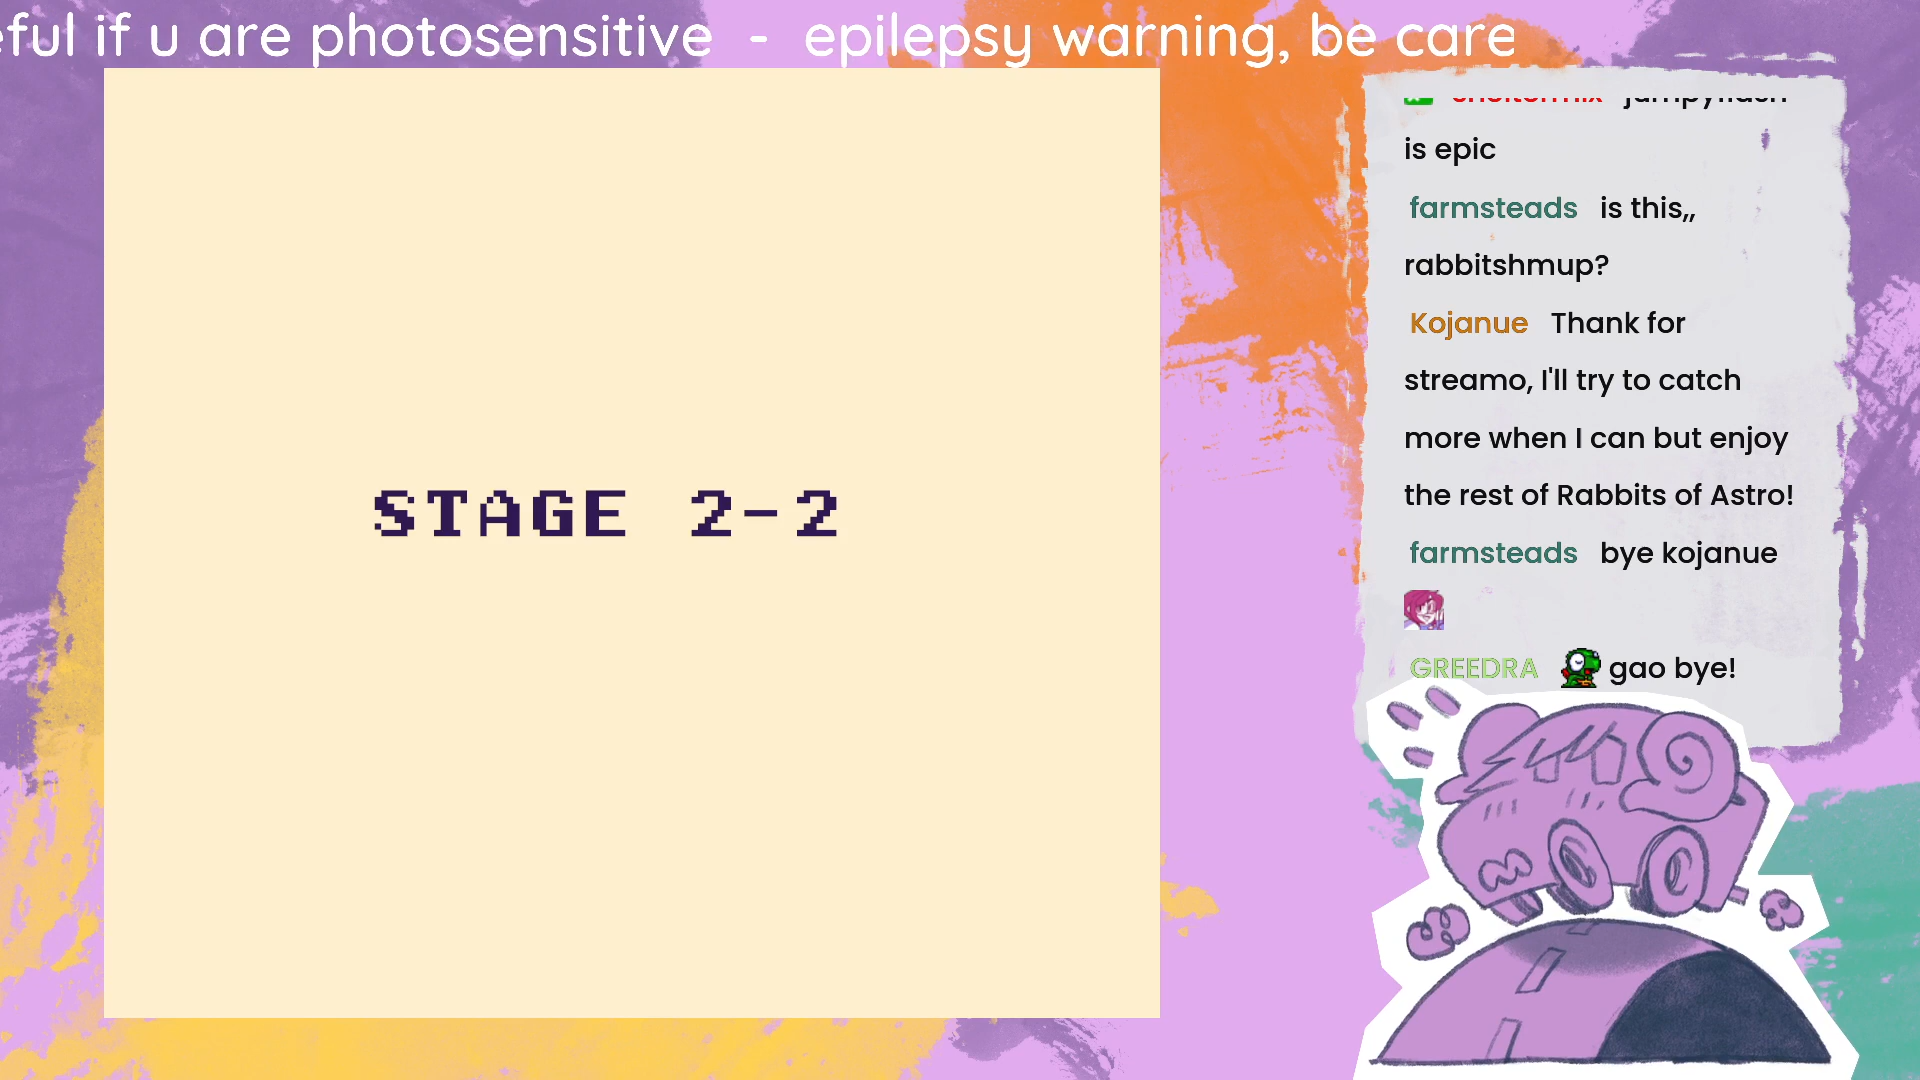 eful if u are photosensitive - epilepsy warning, be care
STAGE 2-2
is epic
farmsteads is this,,
rabbitshmup?
Kojanue Thank for
streamo, I'll try to catch
more when I can but enjoy
the rest of Rabbits of Astro!
farmsteads bye kojanue
GREEDRA gao bye!